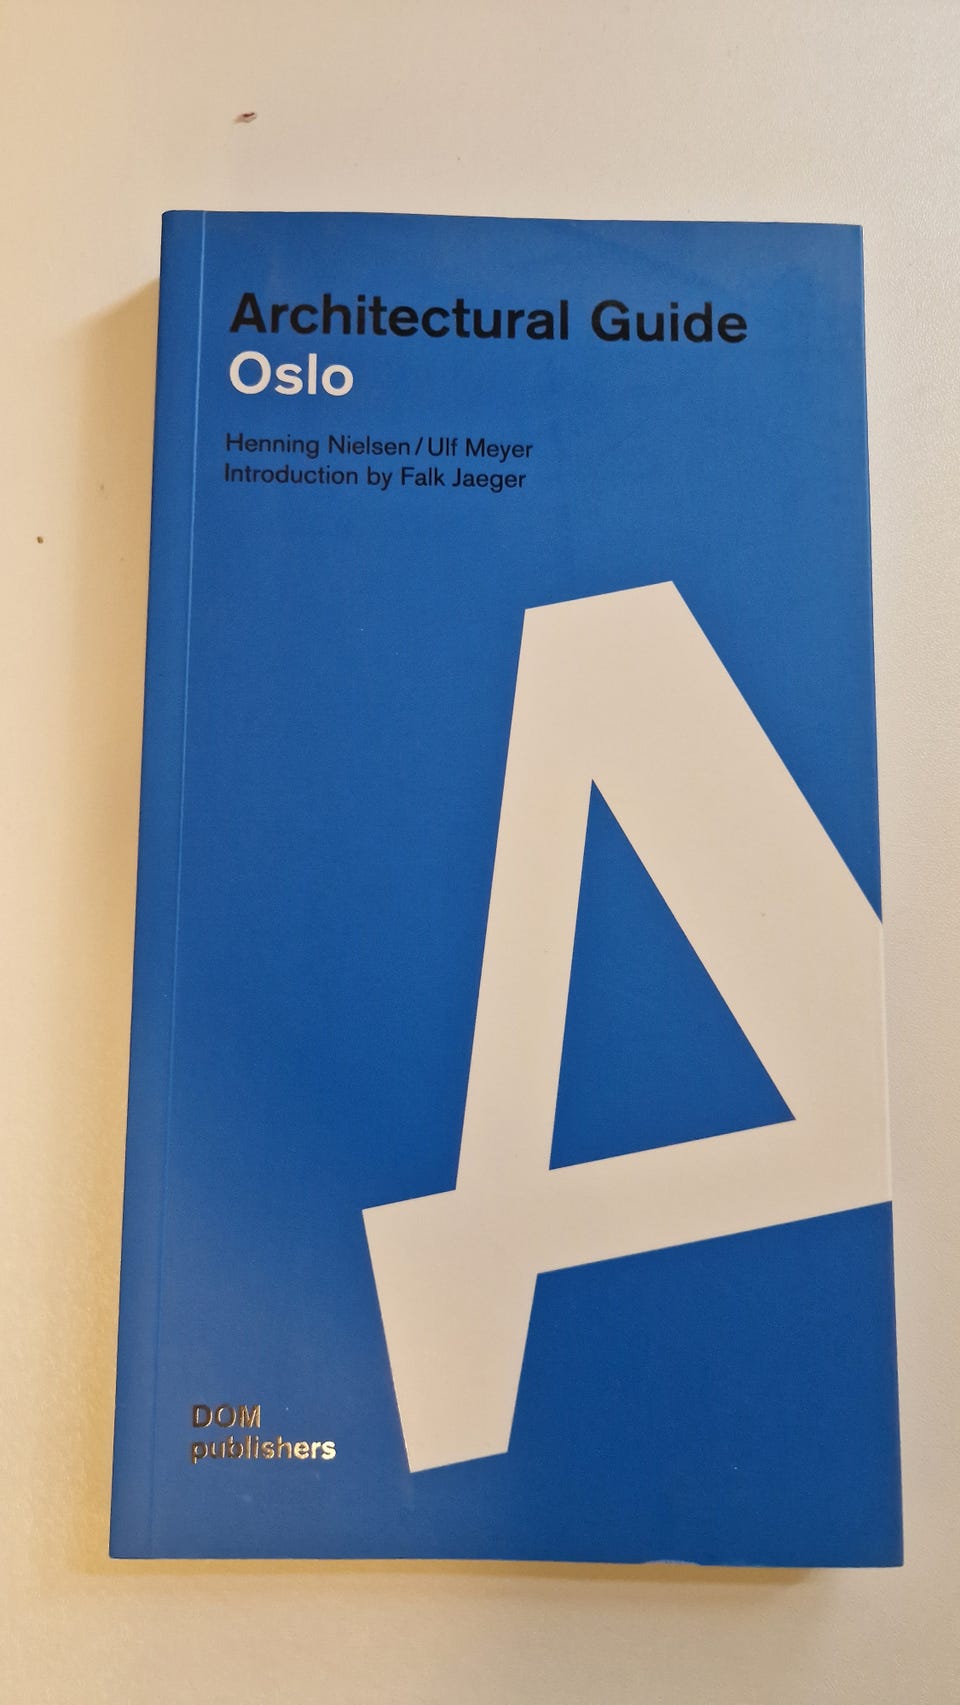 Architectural Guide
Oslo
Henning Nielsen / Ulf Meyer
Introduction by Falk Jaeger
A
DOM
publishers